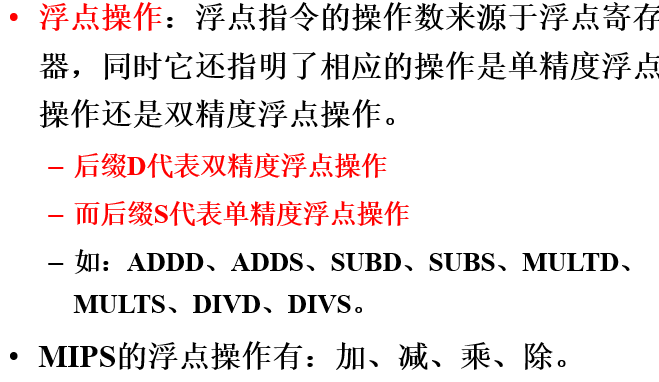 • 浮点操作：浮点指令的操作数来源于浮点寄存
器，同时它还指明了相应的操作是单精度浮点
操作还是双精度浮点操作。
– 后缀D代表双精度浮点操作
– 而后缀S代表单精度浮点操作
– 如：ADDD、ADDS、SUBD、SUBS、MULTD、
MULTS、DIVD、DIVS。
• MIPS的浮点操作有：加、减、乘、除。